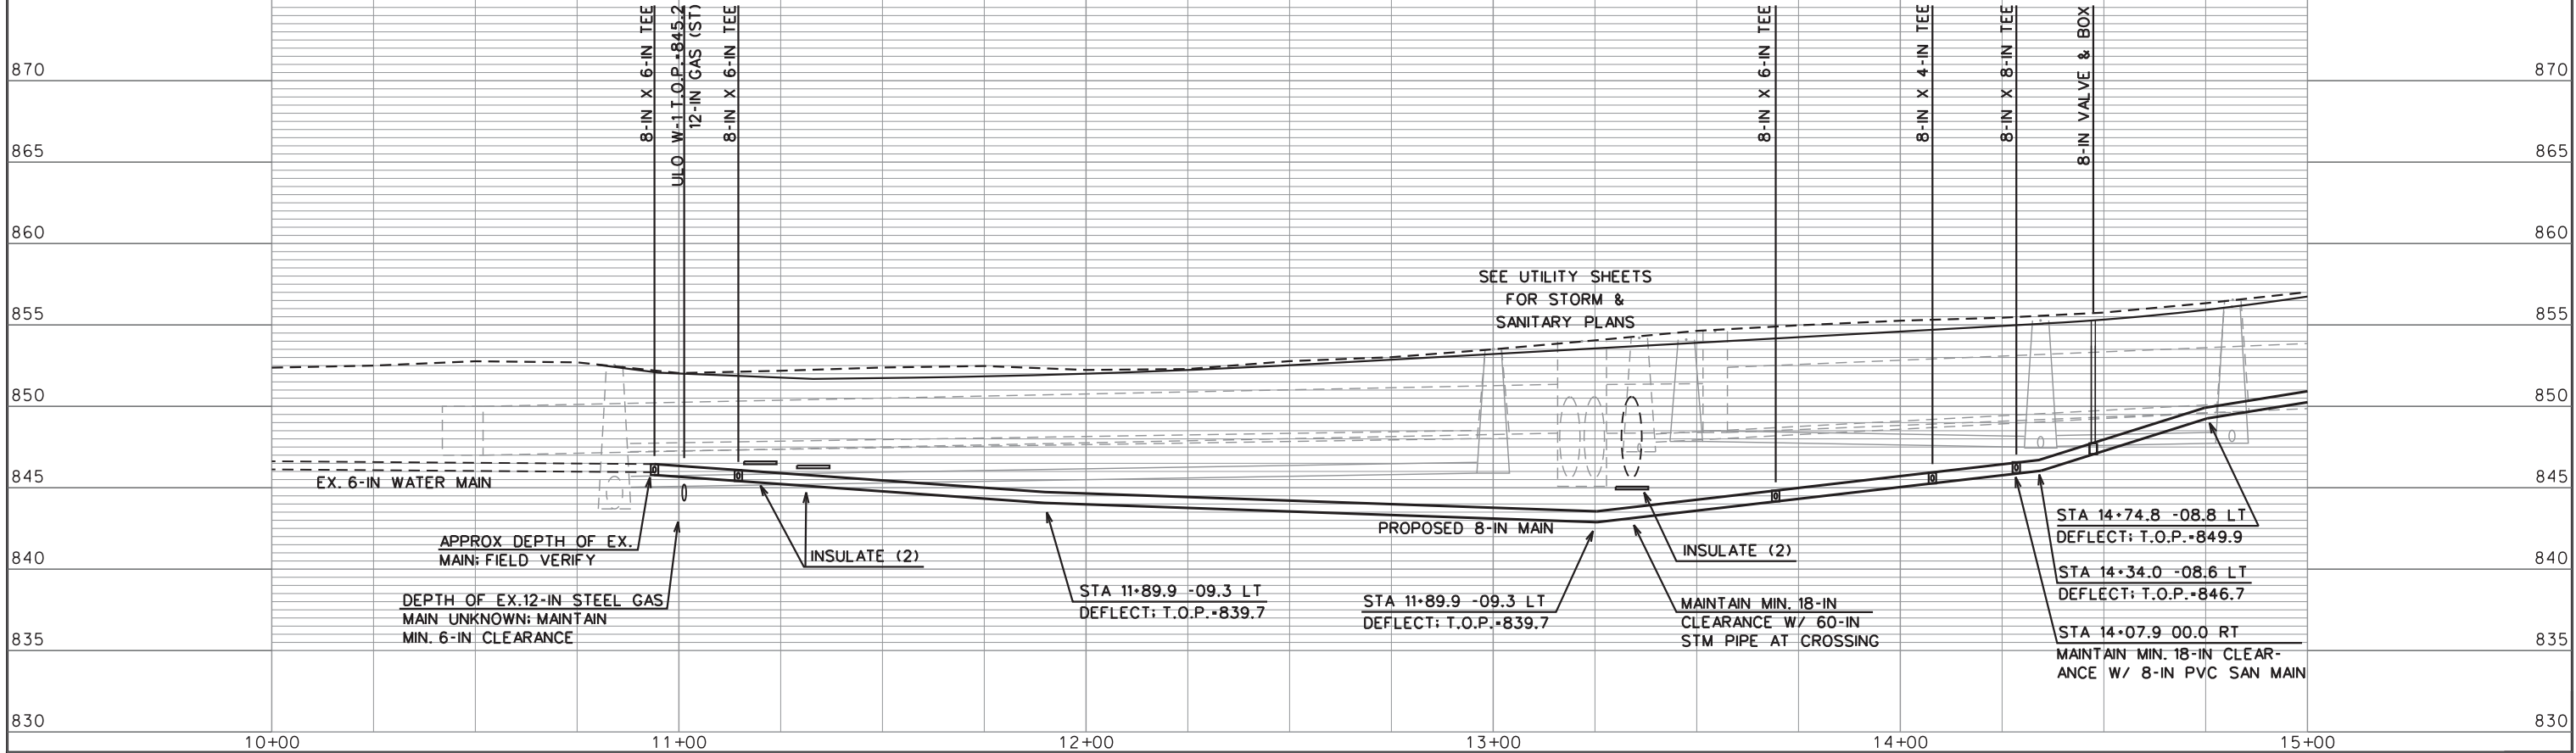 8-IN X 6-IN TEE
ULO W-1 T.O.P.=845.2
12-IN GAS (ST)
8-IN X 6-IN TEE
8-IN X 6-IN TEE
8-IN X 4-IN TEE
8-IN X 8-IN TEE
8-IN VALVE & BOX
870
870
865
865
860
860
SEE UTILITY SHEETS
FOR STORM &
SANITARY PLANS
855
855
850
850
845
845
EX. 6-IN WATER MAIN
PROPOSED 8-IN MAIN
APPROX DEPTH OF EX.
MAIN; FIELD VERIFY
INSULATE (2)
INSULATE (2)
STA 14+74.8 -08.8 LT
DEFLECT; T.O.P.=849.9
840
840
DEPTH OF EX.12-IN STEEL GAS
MAIN UNKNOWN; MAINTAIN
MIN. 6-IN CLEARANCE
STA 11+89.9 -09.3 LT
DEFLECT; T.O.P.=839.7
STA 11+89.9 -09.3 LT
DEFLECT; T.O.P.=839.7
MAINTAIN MIN. 18-IN
CLEARANCE W/ 60-IN
STM PIPE AT CROSSING
STA 14+34.0 -08.6 LT
DEFLECT; T.O.P.=846.7
STA 14+07.9 00.0 RT
MAINTAIN MIN. 18-IN CLEAR-
ANCE W/ 8-IN PVC SAN MAIN
835
835
830
830
10+00
11+00
12+00
13+00
14+00
15+00